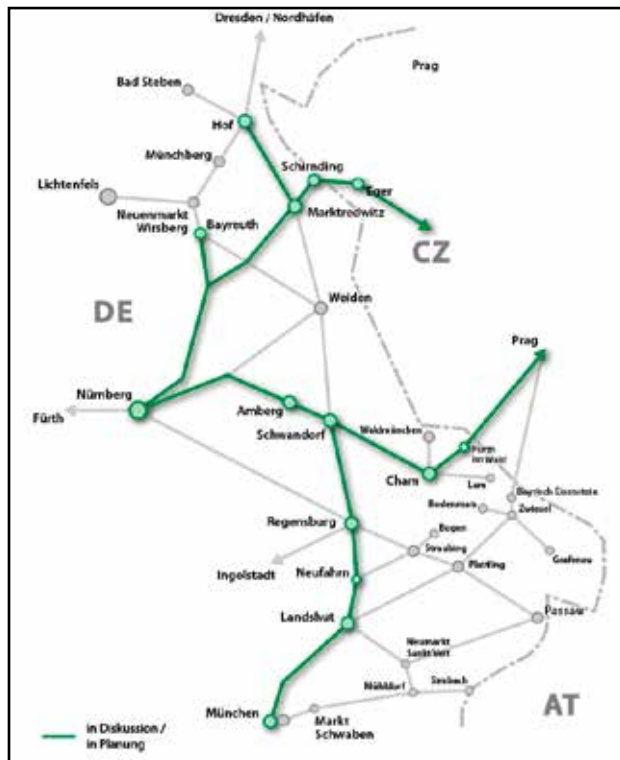 Dresden / Nordhäfen
Prag
Bad Steben
Hof
Münchberg
Schirnding
Eger
Lichtenfels
Neuenmarkt
Wirsberg
Bayreuth
Marktredwitz
CZ
DE
Weiden
Prag
Nürnberg
Fürth
Amberg
Schwandorf
Waldmünchen
Furth
im Wald
Cham
Lam
Bayrisch Eisenstein
Bodenmais
Zwiesel
Regensburg
Bogen
Straubing
Grafenau
Ingolstadt
Neufahrn
Plattling
Landshut
Passau
Neumarkt
Sankt Veit
Mühldorf
Simbach
München
Markt
Schwaben
AT
in Diskussion /
in Planung